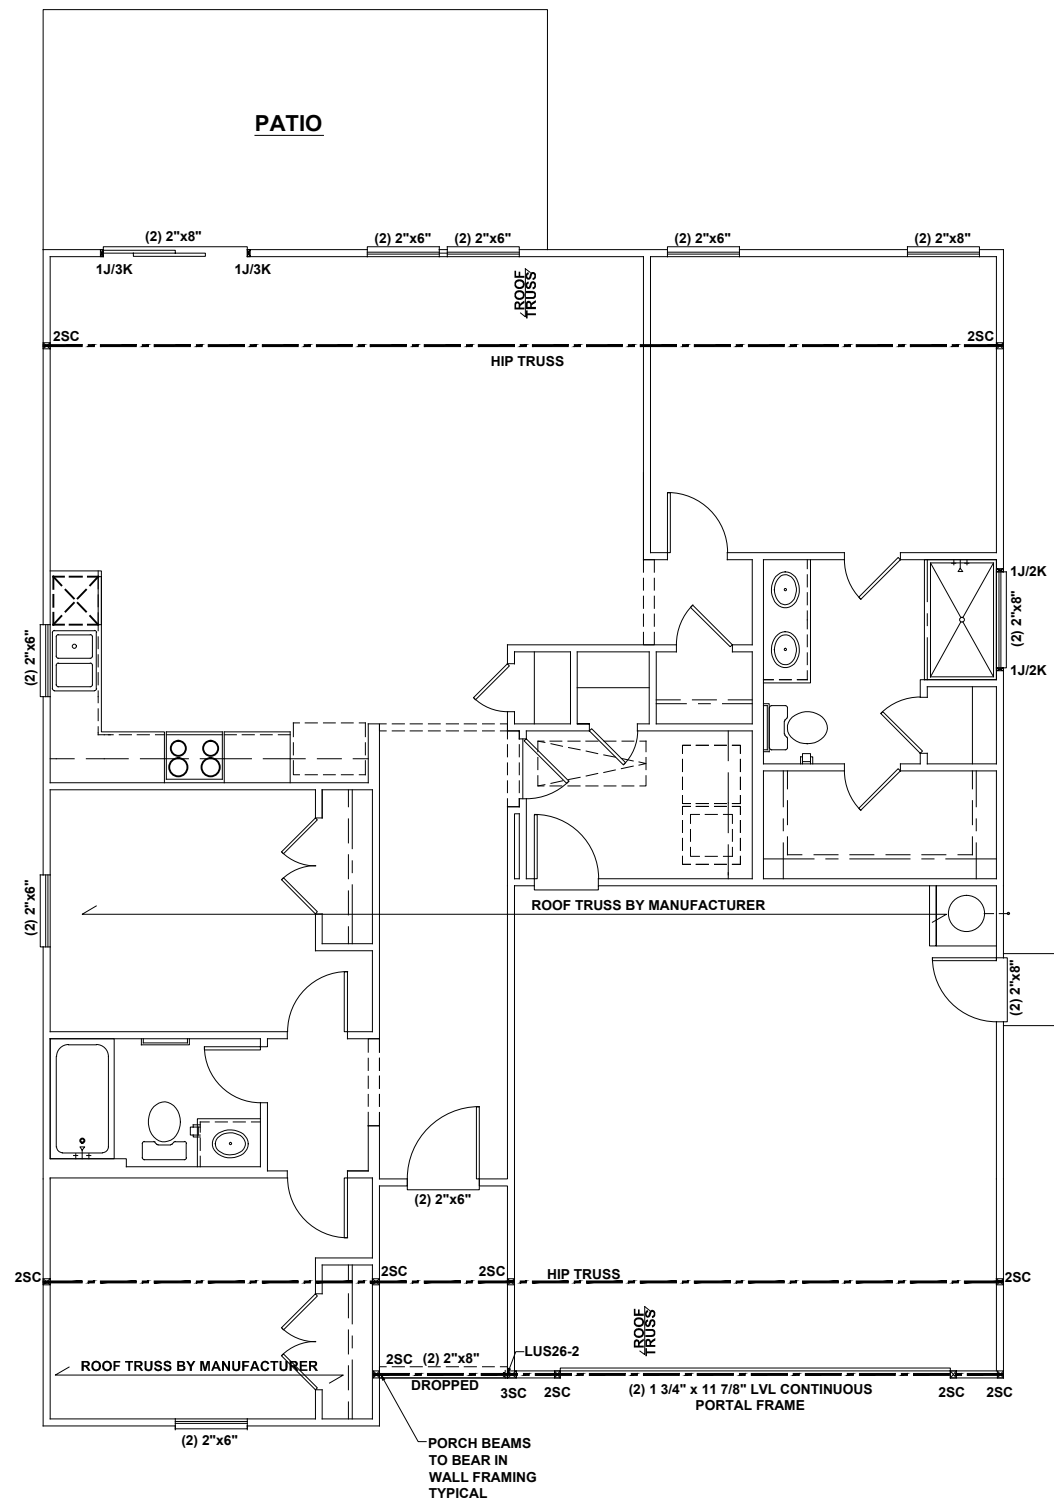 PATIO
(2) 2"x8"
(2) 2"x6"
(2) 2"x6"
(2) 2"x6"
(2) 2"x8"
1J/3K
1J/3K
ROOF
TRUSS
2SC
2SC
HIP TRUSS
1J/2K
(2) 2"x8"
1J/2K
(2) 2"x6"
(2) 2"x6"
ROOF TRUSS BY MANUFACTURER
(2) 2"x8"
(2) 2"x6"
2SC
2SC
2SC
HIP TRUSS
2SC
ROOF
TRUSS
LUS26-2
2SC
(2) 2"x8"
ROOF TRUSS BY MANUFACTURER
DROPPED
3SC
2SC
(2) 1 3/4" x 11 7/8" LVL CONTINUOUS
PORTAL FRAME
2SC
2SC
(2) 2"x6"
PORCH BEAMS
TO BEAR IN
WALL FRAMING
TYPICAL